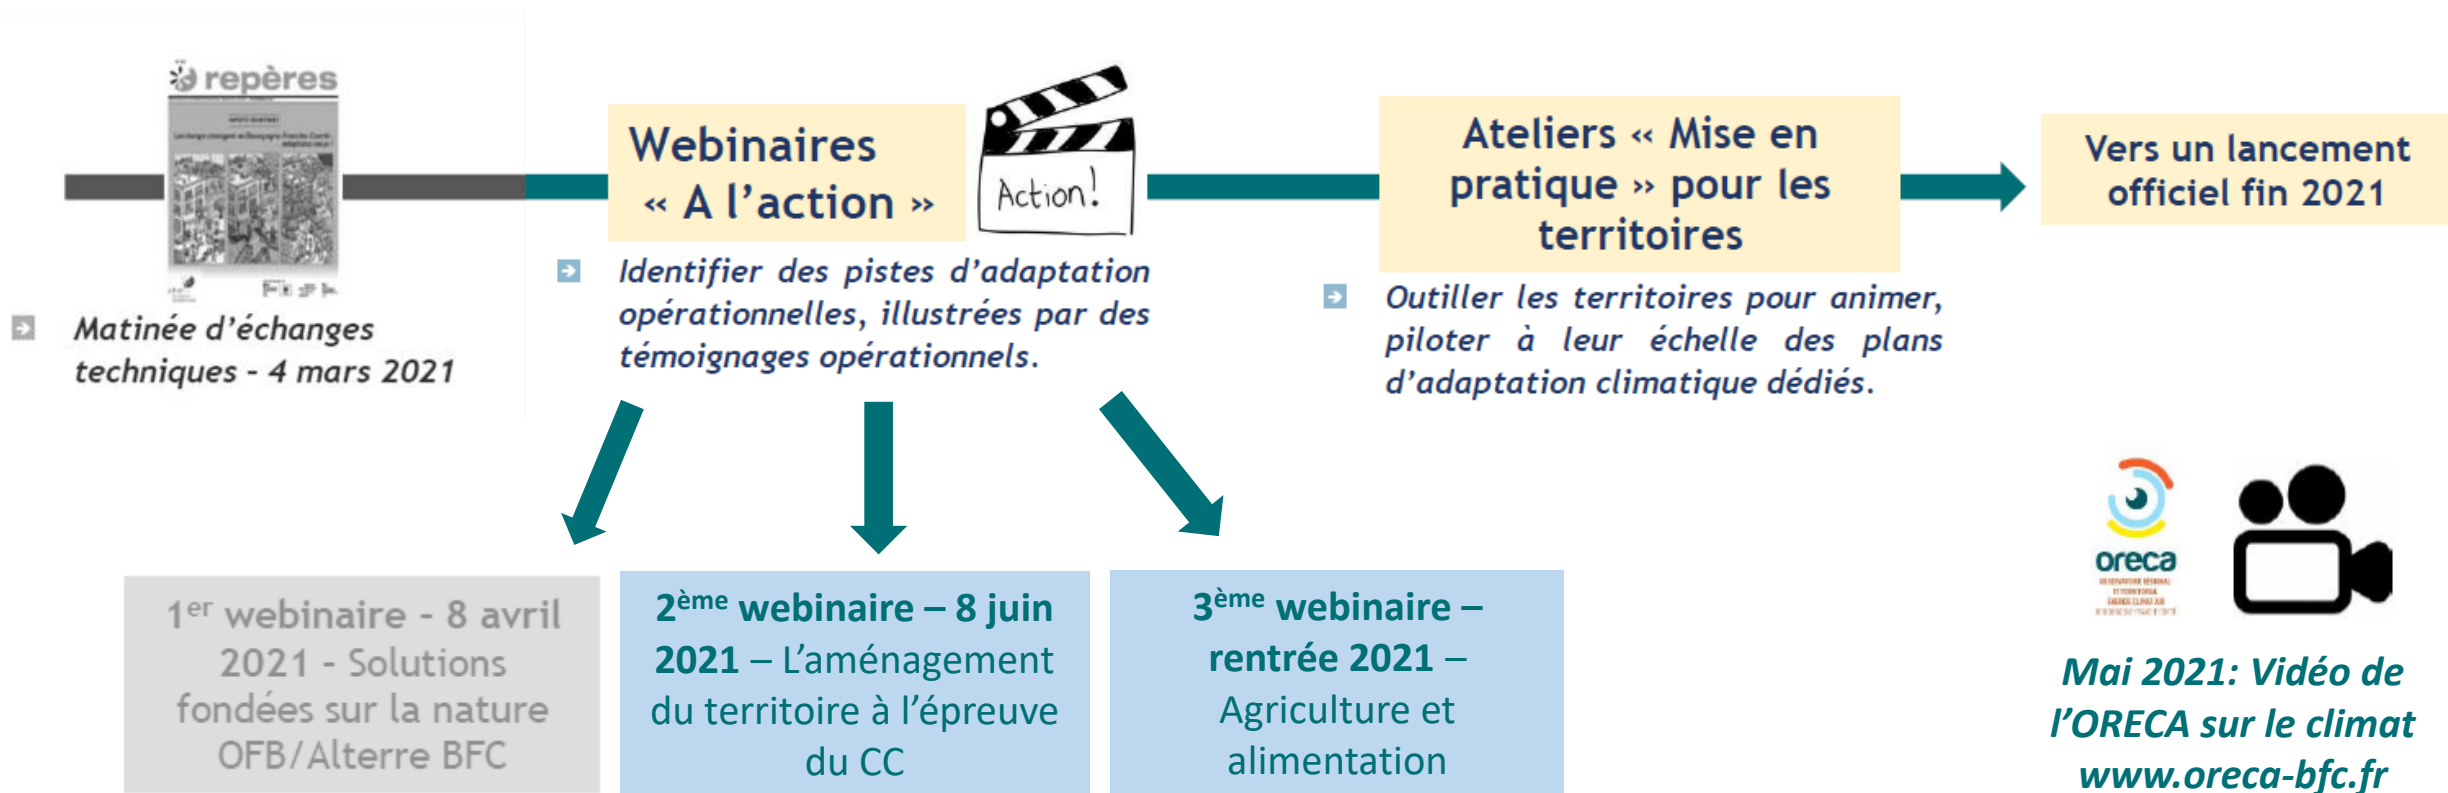 repères
Matinée d’échanges
techniques - 4 mars 2021
Webinaires
« A l’action »
Action!
Identifier des pistes d’adaptation
opérationnelles, illustrées par des
témoignages opérationnels.
Ateliers « Mise en
pratique » pour les
territoires
Outiller les territoires pour animer,
piloter à leur échelle des plans
d’adaptation climatique dédiés.
Vers un lancement
officiel fin 2021
1er webinaire - 8 avril
2021 - Solutions
fondées sur la nature
OFB/Alterre BFC
2ème webinaire – 8 juin
2021 – L’aménagement
du territoire à l’épreuve
du CC
3ème webinaire –
rentrée 2021 –
Agriculture et
alimentation
oreca
Mai 2021: Vidéo de
l’ORECA sur le climat
www.oreca-bfc.fr